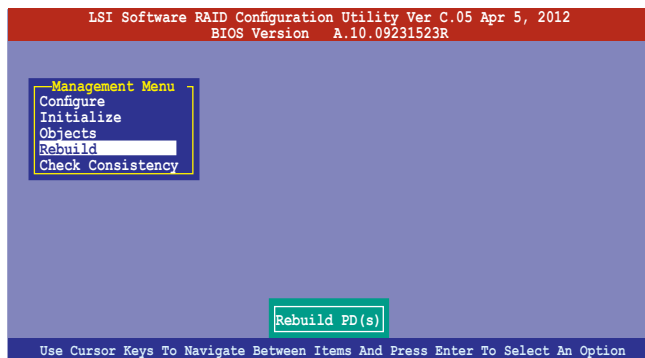 LSI Software RAID Configuration Utility Ver C.05 Apr 5, 2012
BIOS Version A.10.09231523R
Management Menu
Configure
Initialize
Objects
Rebuild
Check Consistency
Rebuild PD(s)
Use Cursor Keys To Navigate Between Items And Press Enter To Select An Option